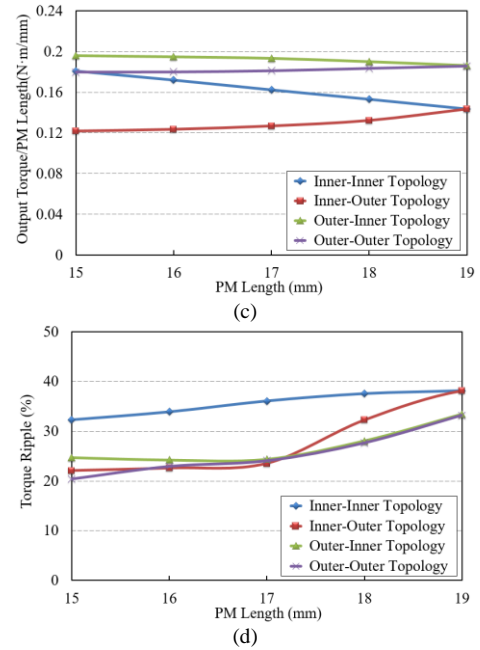 0.24
0.2
0.16
0.12
0.08
0.04
0
Output Torque/PM Length(N·m/mm)
Inner-Inner Topology
Inner-Outer Topology
Outer-Inner Topology
Outer-Outer Topology
15 16 17 18 19
PM Length (mm)
(c)
50
40
30
20
10
0
Torque Ripple (%)
Inner-Inner Topology
Inner-Outer Topology
Outer-Inner Topology
Outer-Outer Topology
15 16 17 18 19
PM Length (mm)
(d)